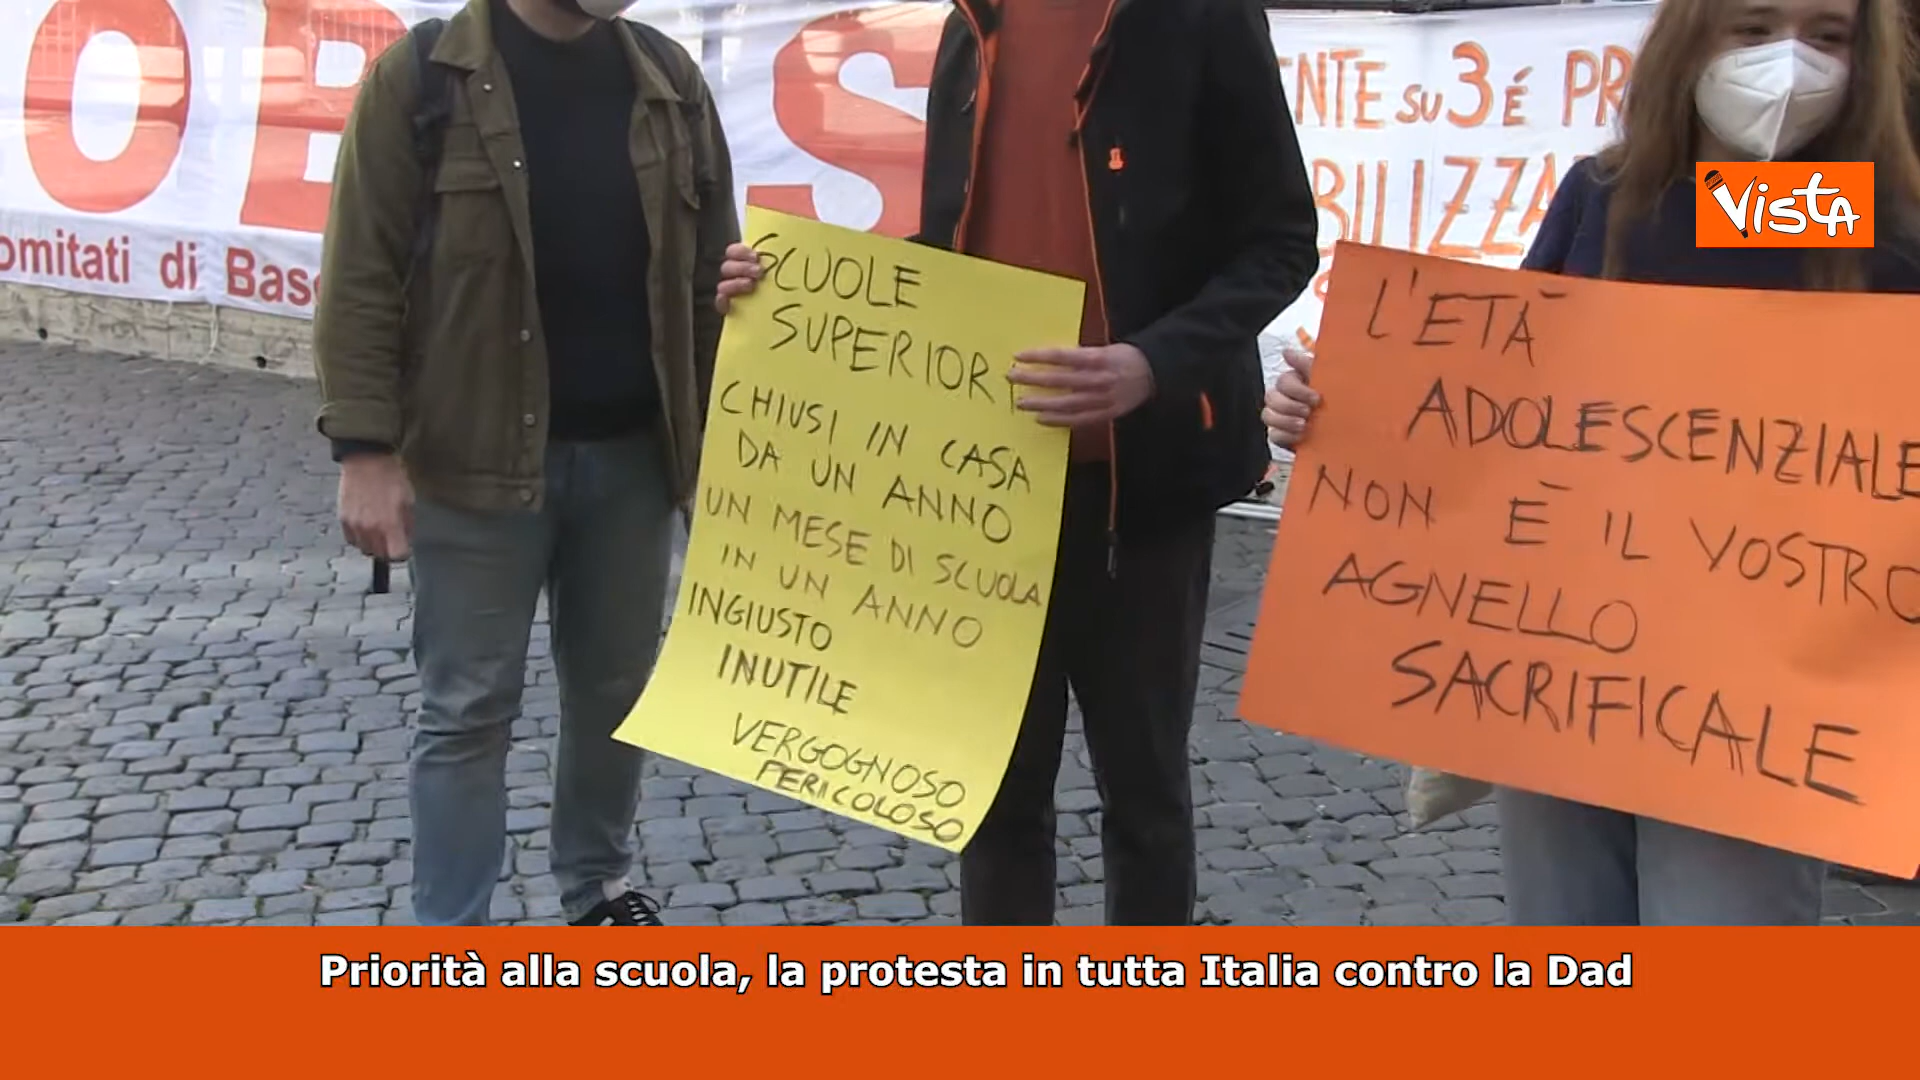 OB S
omitati di Bas
NTE SU 3 É PR
BILIZZA
VISTA
SCUOLE
SUPERIORI
CHIUSI IN CASA
DA UN ANNO
UN MESE DI SCUOLA
IN UN ANNO
INGIUSTO
INUTILE
VERGOGNOSO
PERICOLOSO
L'ETÀ
ADOLESCENZIALE
NON È IL VOSTRO
AGNELLO
SACRIFICALE
Priorità alla scuola, la protesta in tutta Italia contro la Dad